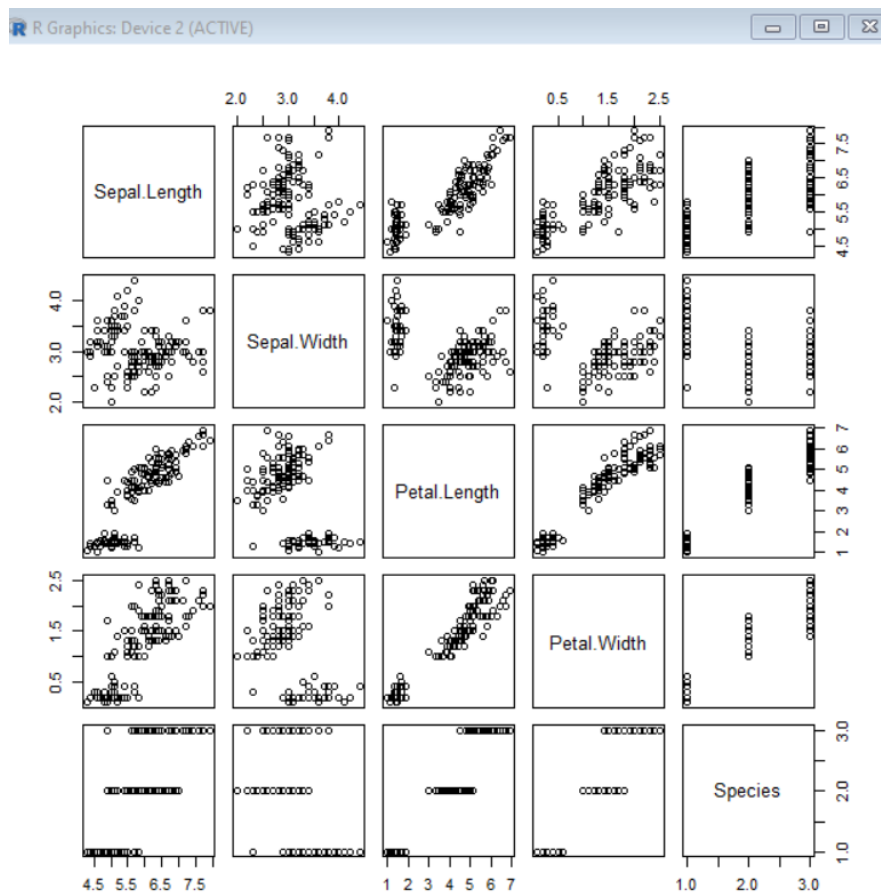 R Graphics: Device 2 (ACTIVE)
2.0 3.0 4.0
0.5 1.5 2.5
Sepal.Length
4.5 5.5 6.5 7.5
2.0 3.0 4.0
Sepal.Width
Petal.Length
1 2 3 4 5 6 7
0.5 1.5 2.5
Petal.Width
Species
1.0 2.0 3.0
4.5 5.5 6.5 7.5
1 2 3 4 5 6 7
1.0 2.0 3.0